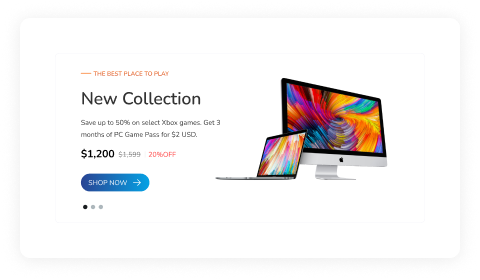 THE BEST PLACE TO PLAY
New Collection
Save up to 50% on select Xbox games. Get 3
months of PC Game Pass for $2 USD.
$1,200 $1,599 20%OFF
SHOP NOW